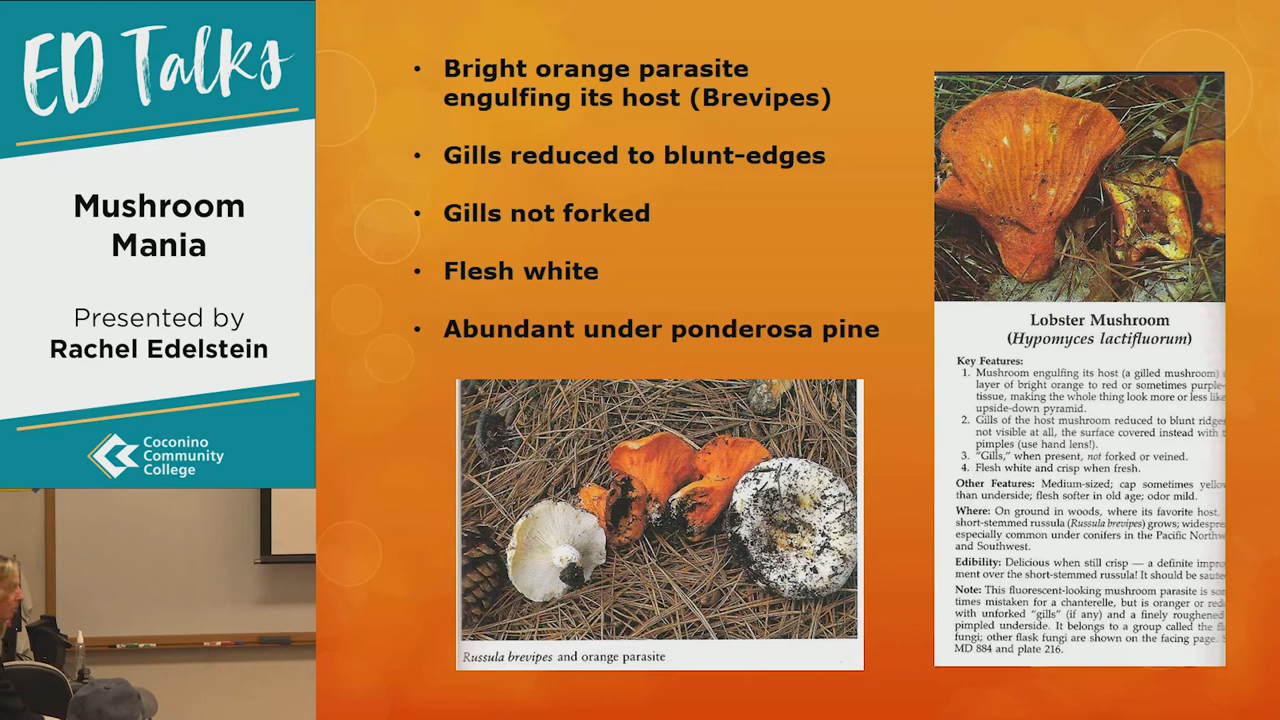 ED Talks
Mushroom
Mania
Presented by
Rachel Edelstein
Coconino
Community
College
• Bright orange parasite
engulfing its host (Brevipes)
• Gills reduced to blunt-edges
• Gills not forked
• Flesh white
• Abundant under ponderosa pine
Russula brevipes and orange parasite
Lobster Mushroom
(Hypomyces lactifluorum)
Key Features:
1. Mushroom engulfing its host (a gilled mushroom)
layer of bright orange to red or sometimes purple-
tissue, making the whole thing look more or less like
upside-down pyramid.
2. Gills of the host mushroom reduced to blunt ridges
not visible at all, the surface covered instead with
pimples (use hand lens!).
3. "Gills," when present, not forked or veined.
4. Flesh white and crisp when fresh.
Other Features: Medium-sized; cap sometimes
than underside; flesh softer in old age; odor mild.
Where: On ground in woods, where its favorite host,
short-stemmed russula (Russula brevipes) grows;
especially common under conifers in the Pacific
and Southwest.
Edibility: Delicious when still crisp — a definite
ment over the short-stemmed russula! It should be
Note: This fluorescent-looking mushroom parasite is
times mistaken for a chanterelle, but is oranger or
with unforked "gills" (if any) and a finely roughened
pimpled underside. It belongs to a group called the
fungi; other flask fungi are shown on the facing page.
MD 884 and plate 216.